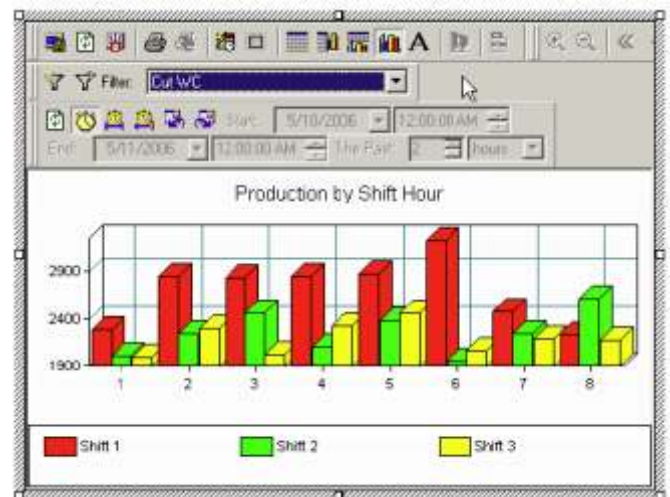 A
Filter: Cut WC
Start: 5/10/2006 12:00:00 AM
End: 5/11/2006 12:00:00 AM The Past: 2 hours
Production by Shift Hour
2900
2400
1900
1 2 3 4 5 6 7 8
Shift 1 Shift 2 Shift 3